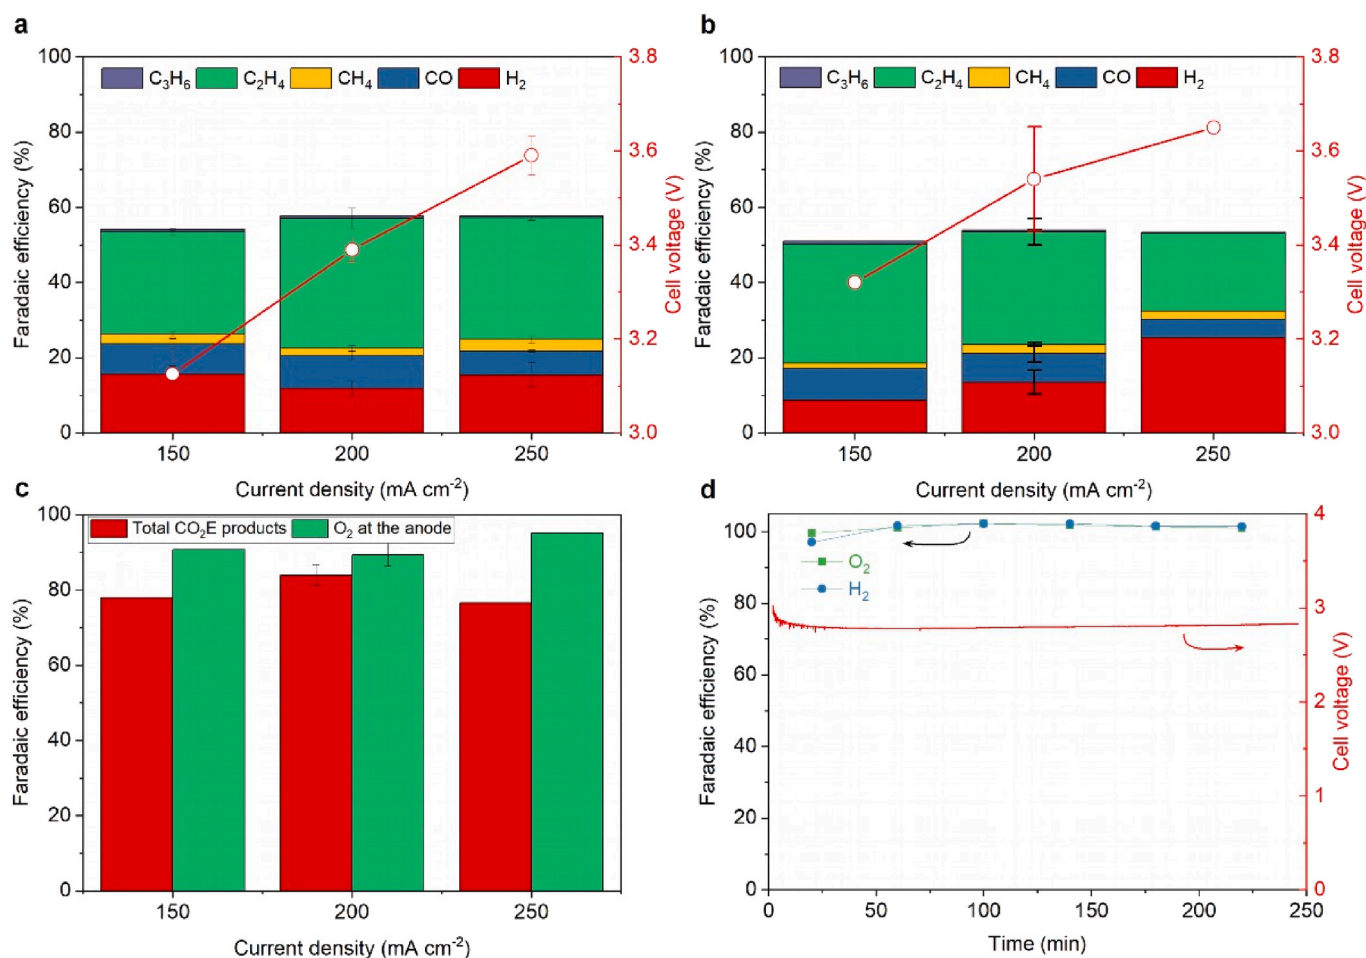 a
C₃H₆ C₂H₄ CH₄ CO H₂
Faradaic efficiency (%)
100
80
60
40
20
0
Cell voltage (V)
3.8
3.6
3.4
3.2
3.0
150 200 250
Current density (mA cm⁻²)
b
C₃H₆ C₂H₄ CH₄ CO H₂
Faradaic efficiency (%)
100
80
60
40
20
0
Cell voltage (V)
3.8
3.6
3.4
3.2
3.0
150 200 250
Current density (mA cm⁻²)
c
Total CO₂E products O₂ at the anode
Faradaic efficiency (%)
100
80
60
40
20
0
150 200 250
Current density (mA cm⁻²)
d
O₂
H₂
Faradaic efficiency (%)
100
80
60
40
20
0
Cell voltage (V)
4
3
2
1
0
0 50 100 150 200 250
Time (min)